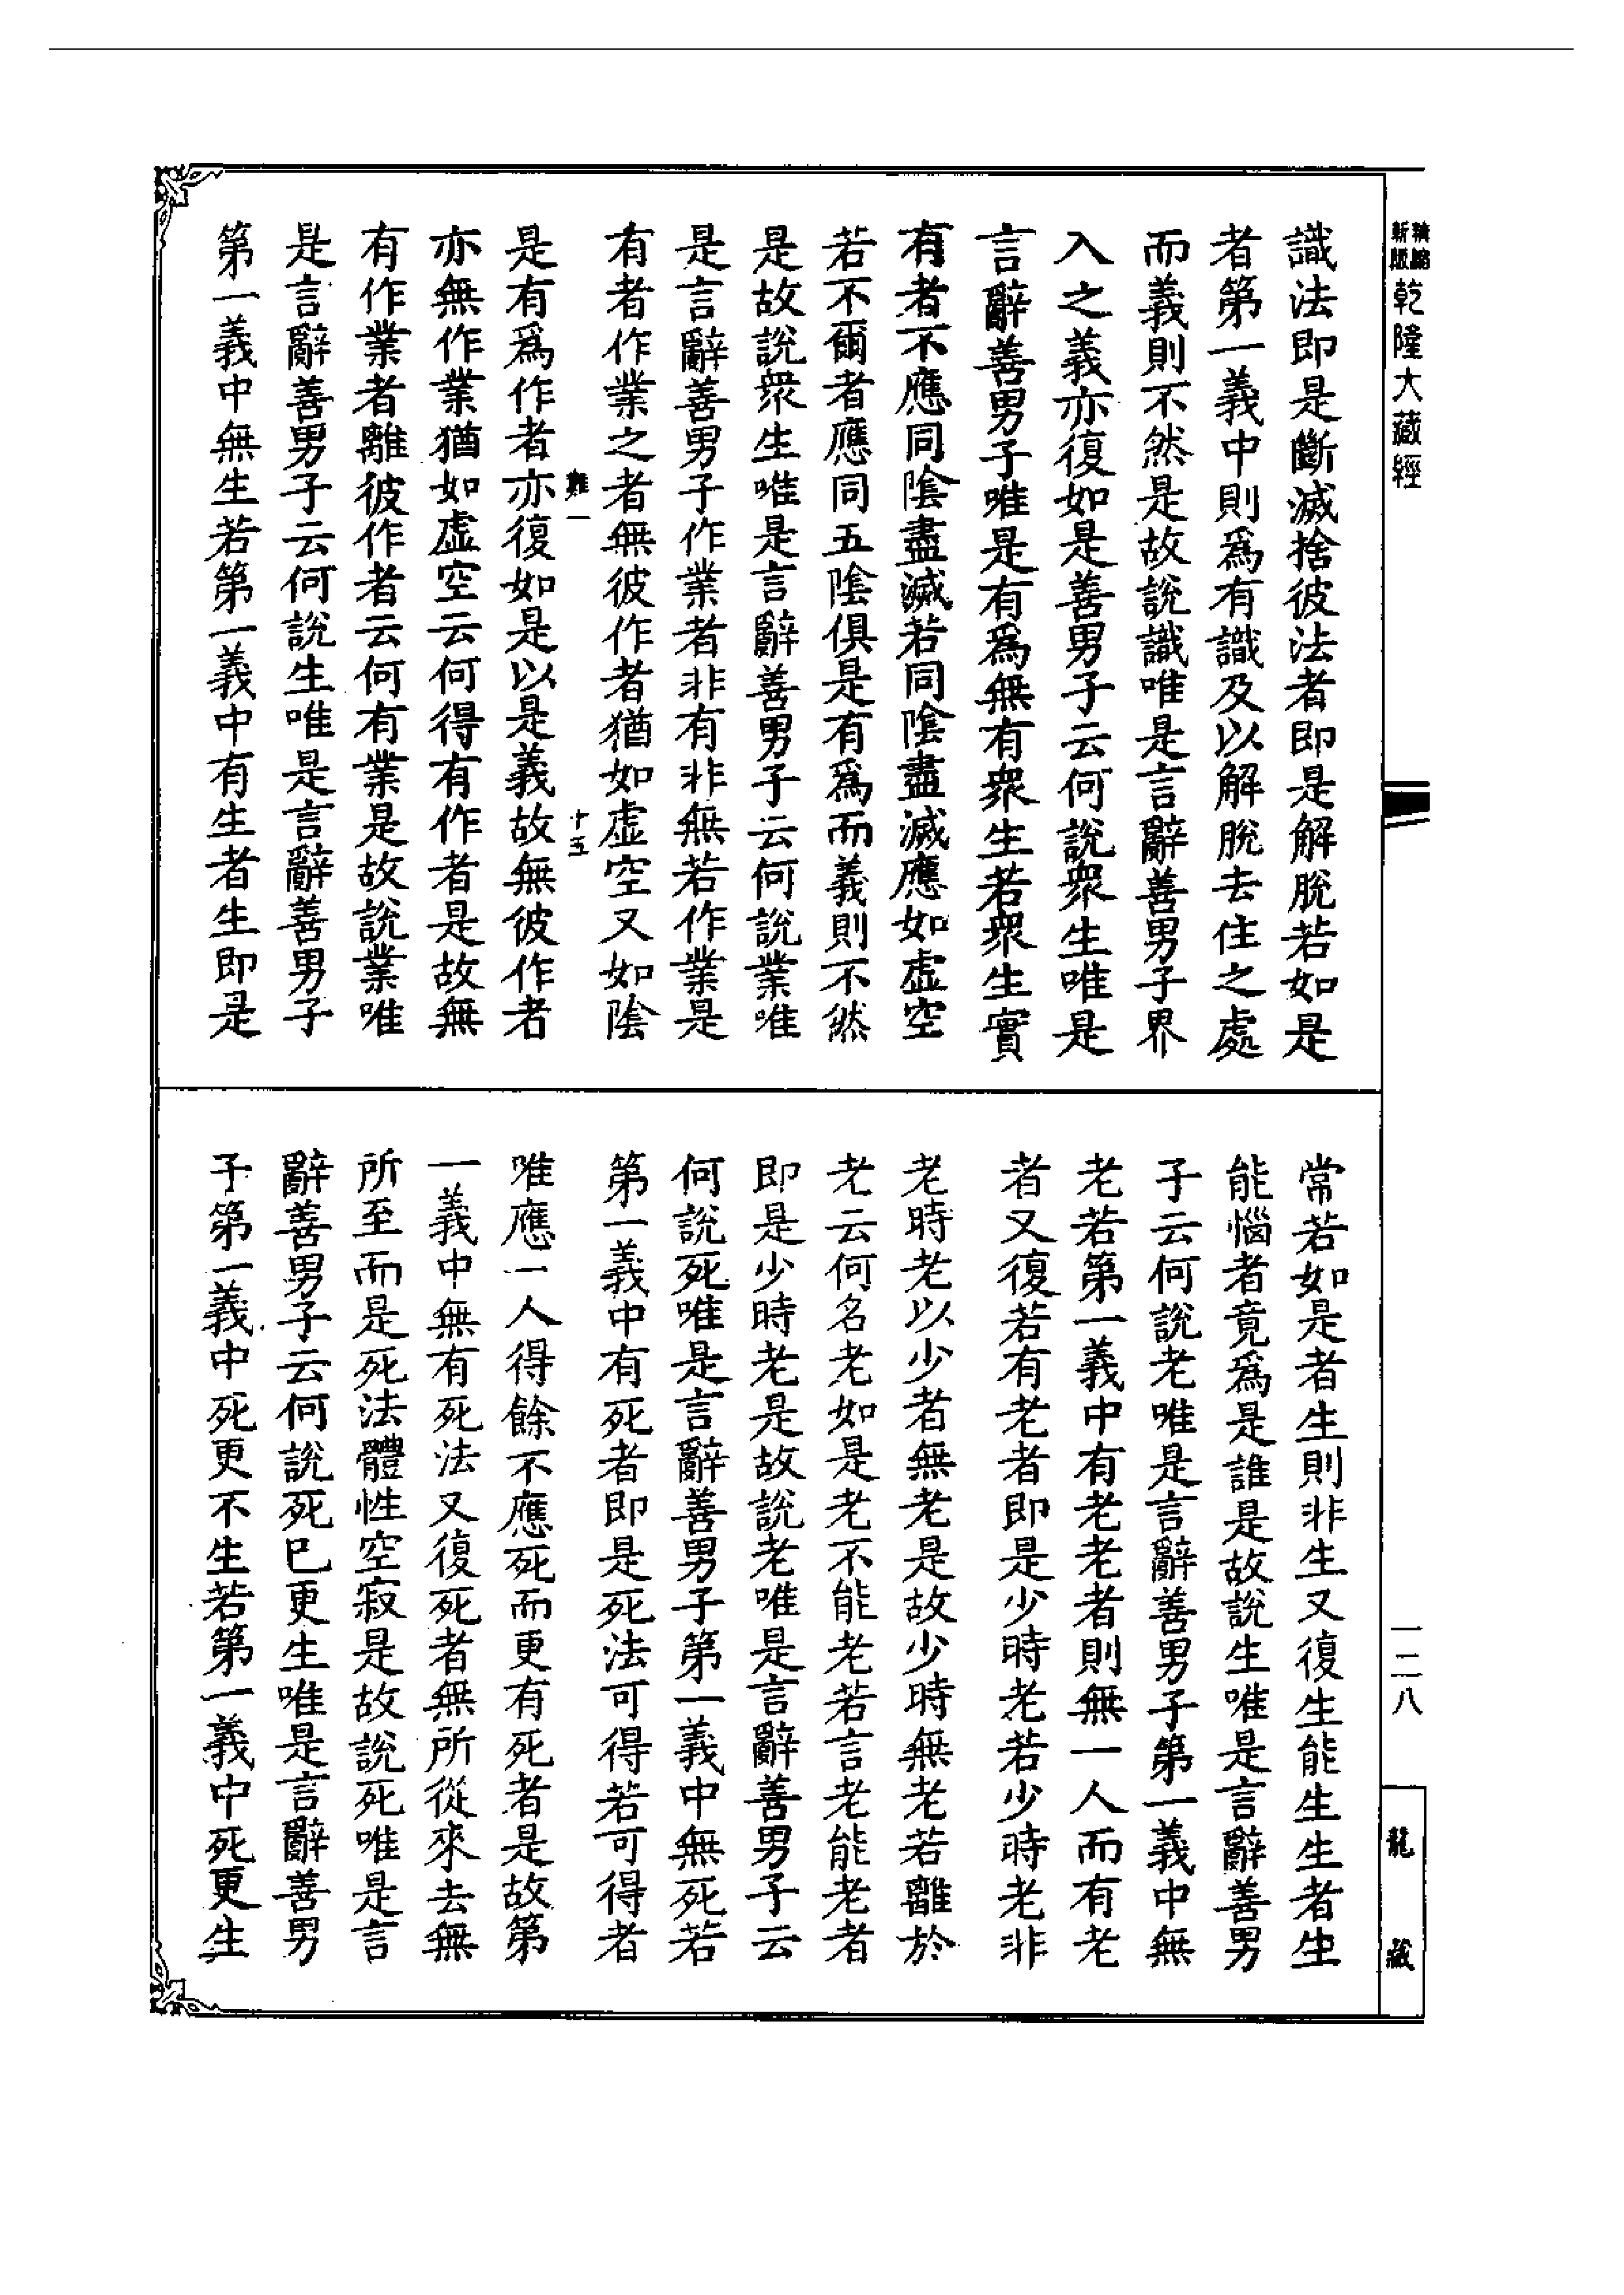 精縮
新版
乾隆大藏經
識法即是斷滅捨彼法者即是解脫若如是
者第一義中則為有識及以解脫去住之處
而義則不然是故說識唯是言辭善男子界
入之義亦復如是善男子云何說眾生唯是
言辭善男子唯是有為無有眾生若眾生實
有者不應同陰盡滅若同陰盡滅應如虛空
若不爾者應同五陰俱是有為而義則不然
是故說眾生唯是言辭善男子云何說業唯
是言辭善男子作業者非有非無若作業是
有者作業之者無彼作者猶如虛空又如陰
難一
十五
是有為作者亦復如是以是義故無彼作者
亦無作業猶如虛空云何得有作者是故無
有作業者離彼作者云何有業是故說業唯
是言辭善男子云何說生唯是言辭善男子
第一義中無生若第一義中有生者生即是
常若如是者生則非生又復生能生生者生
能惱者竟為是誰是故說生唯是言辭善男
子云何說老唯是言辭善男子第一義中無
老若第一義中有老老者則無一人而有老
者又復若有老者即是少時老若少時老非
老時老以少者無老是故少時無老若離於
老云何名老如是老不能老若言老能老者
即是少時老是故說老唯是言辭善男子云
何說死唯是言辭善男子第一義中無死若
第一義中有死者即是死法可得若可得者
唯應一人得餘不應死而更有死者是故第
一義中無有死法又復死者無所從來去無
所至而是死法體性空寂是故說死唯是言
辭善男子云何說死已更生唯是言辭善男
子第一義中死更不生若第一義中死更生
一二八
龍藏